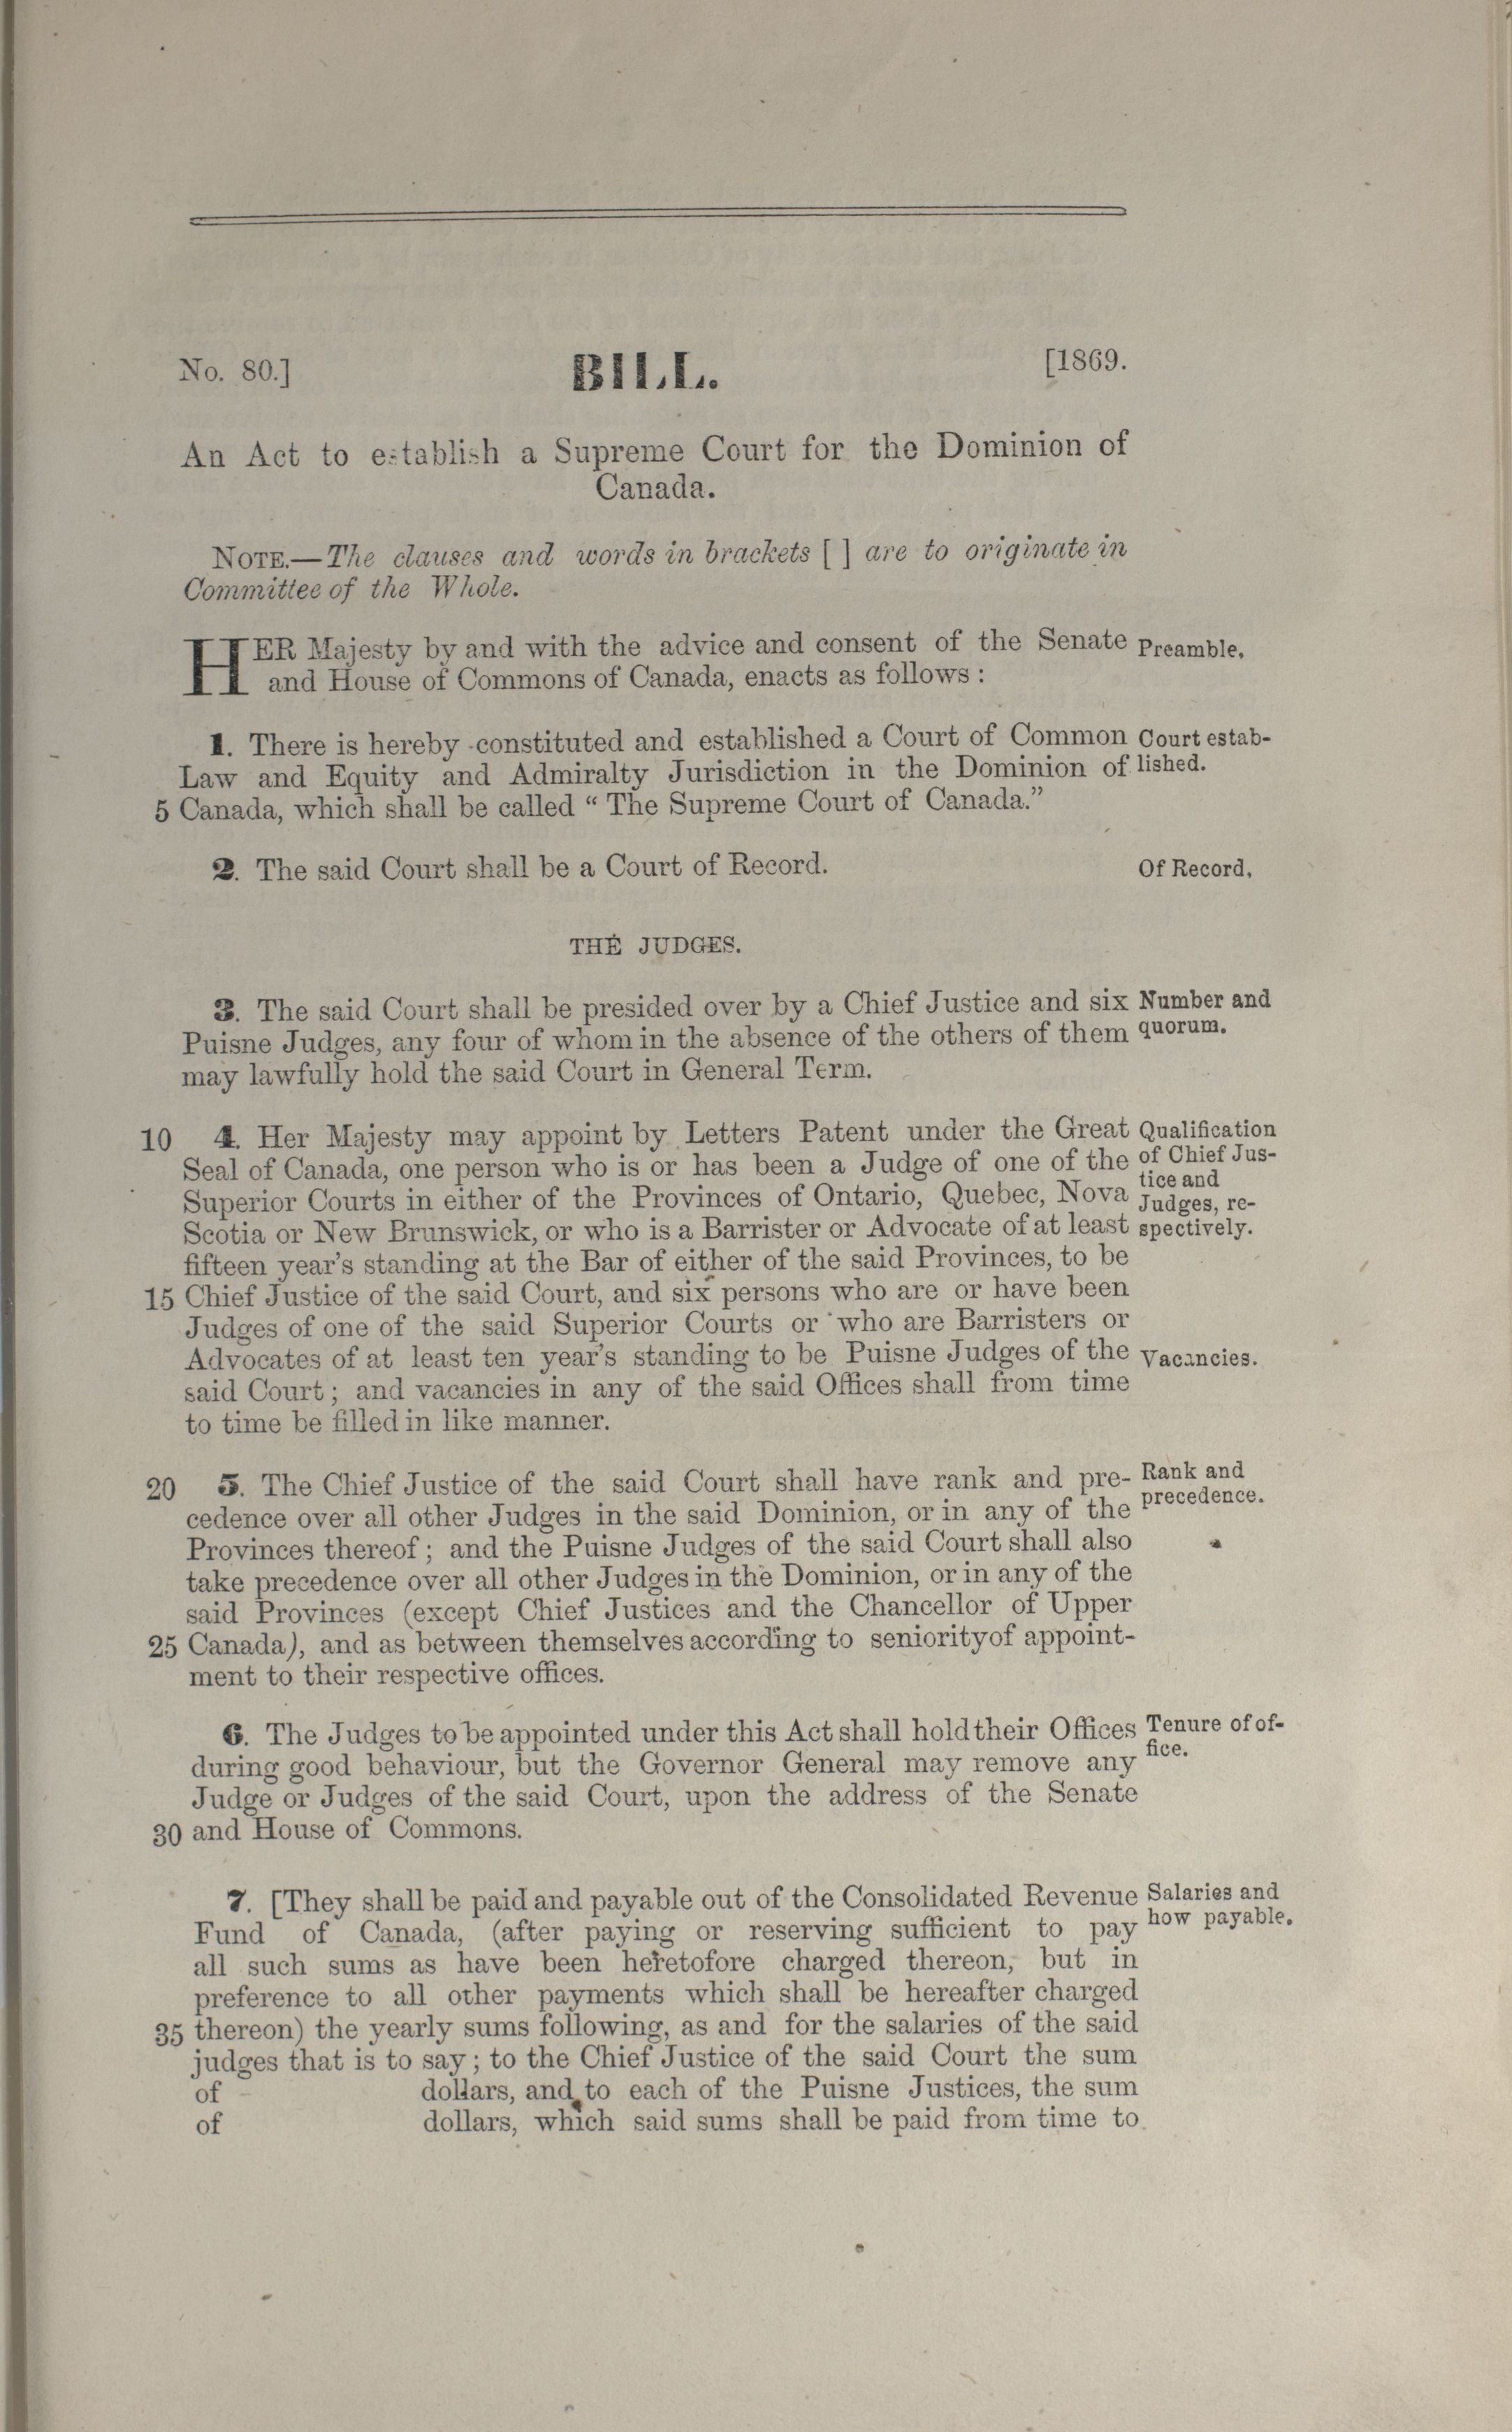 No. 80.] BILL. [1869.
An Act to establish a Supreme Court for the Dominion of
Canada.
NOTE.—The clauses and words in brackets [ ] are to originate in
Committee of the Whole.
HER Majesty by and with the advice and consent of the Senate Preamble.
and House of Commons of Canada, enacts as follows :
1. There is hereby constituted and established a Court of Common Court estab-
Law and Equity and Admiralty Jurisdiction in the Dominion of lished.
5 Canada, which shall be called “ The Supreme Court of Canada.”
2. The said Court shall be a Court of Record. Of Record.
THE JUDGES.
3. The said Court shall be presided over by a Chief Justice and six Number and
Puisne Judges, any four of whom in the absence of the others of them quorum.
may lawfully hold the said Court in General Term.
10 4. Her Majesty may appoint by Letters Patent under the Great Qualification
Seal of Canada, one person who is or has been a Judge of one of the of Chief Jus-
tice and
Superior Courts in either of the Provinces of Ontario, Quebec, Nova Judges, re-
Scotia or New Brunswick, or who is a Barrister or Advocate of at least spectively.
fifteen year's standing at the Bar of either of the said Provinces, to be
15 Chief Justice of the said Court, and six persons who are or have been
Judges of one of the said Superior Courts or who are Barristers or
Advocates of at least ten year's standing to be Puisne Judges of the Vacancies.
said Court ; and vacancies in any of the said Offices shall from time
to time be filled in like manner.
20 5. The Chief Justice of the said Court shall have rank and pre- Rank and
cedence over all other Judges in the said Dominion, or in any of the precedence.
Provinces thereof ; and the Puisne Judges of the said Court shall also
take precedence over all other Judges in the Dominion, or in any of the
said Provinces (except Chief Justices and the Chancellor of Upper
25 Canada), and as between themselves according to seniorityof appoint-
ment to their respective offices.
6. The Judges to be appointed under this Act shall hold their Offices Tenure of of-
during good behaviour, but the Governor General may remove any fice.
Judge or Judges of the said Court, upon the address of the Senate
30 and House of Commons.
7. [They shall be paid and payable out of the Consolidated Revenue Salaries and
Fund of Canada, (after paying or reserving sufficient to pay how payable.
all such sums as have been heretofore charged thereon, but in
preference to all other payments which shall be hereafter charged
35 thereon) the yearly sums following, as and for the salaries of the said
judges that is to say ; to the Chief Justice of the said Court the sum
of dollars, and to each of the Puisne Justices, the sum
of dollars, which said sums shall be paid from time to